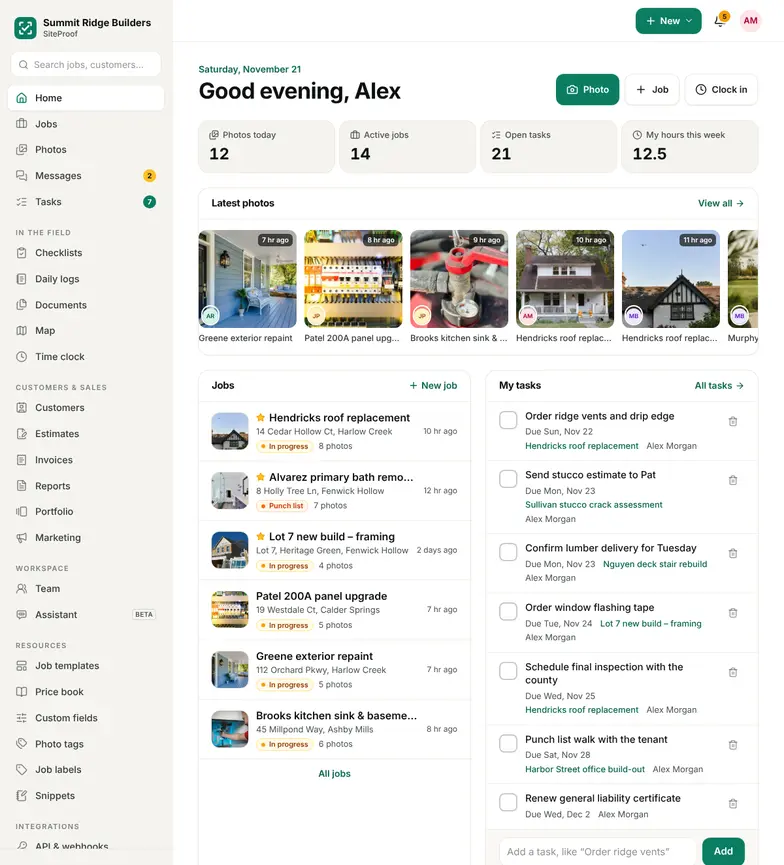 Summit Ridge Builders
SiteProof
Search jobs, customers...
Home
Jobs
Photos
Messages 2
Tasks 7
IN THE FIELD
Checklists
Daily logs
Documents
Map
Time clock
CUSTOMERS & SALES
Customers
Estimates
Invoices
Reports
Portfolio
Marketing
WORKSPACE
Team
Assistant BETA
RESOURCES
Job templates
Price book
Custom fields
Photo tags
Job labels
Snippets
INTEGRATIONS
API & webhooks
New
5
AM
Saturday, November 21
Good evening, Alex
Photo
Job
Clock in
Photos today
12
Active jobs
14
Open tasks
21
My hours this week
12.5
Latest photos
View all →
7 hr ago
AR
Greene exterior repaint
8 hr ago
JP
Patel 200A panel upg...
9 hr ago
JP
Brooks kitchen sink & ...
10 hr ago
AM
Hendricks roof replac...
11 hr ago
MB
Hendricks roof replac...
MB
Murphy
Jobs
+ New job
Hendricks roof replacement
14 Cedar Hollow Ct, Harlow Creek
10 hr ago
In progress 8 photos
Alvarez primary bath remo...
8 Holly Tree Ln, Fenwick Hollow
12 hr ago
Punch list 7 photos
Lot 7 new build – framing
Lot 7, Heritage Green, Fenwick Hollow
2 days ago
In progress 4 photos
Patel 200A panel upgrade
19 Westdale Ct, Calder Springs
7 hr ago
In progress 5 photos
Greene exterior repaint
112 Orchard Pkwy, Harlow Creek
7 hr ago
In progress 5 photos
Brooks kitchen sink & baseme...
45 Millpond Way, Ashby Mills
8 hr ago
In progress 6 photos
All jobs
My tasks
All tasks →
Order ridge vents and drip edge
Due Sun, Nov 22
Hendricks roof replacement Alex Morgan
Send stucco estimate to Pat
Due Mon, Nov 23
Sullivan stucco crack assessment
Alex Morgan
Confirm lumber delivery for Tuesday
Due Mon, Nov 23 Nguyen deck stair rebuild
Alex Morgan
Order window flashing tape
Due Tue, Nov 24 Lot 7 new build – framing
Alex Morgan
Schedule final inspection with the
county
Due Wed, Nov 25
Hendricks roof replacement Alex Morgan
Punch list walk with the tenant
Due Sat, Nov 28
Harbor Street office build-out Alex Morgan
Renew general liability certificate
Due Wed, Dec 2 Alex Morgan
Add a task, like “Order ridge vents”
Add